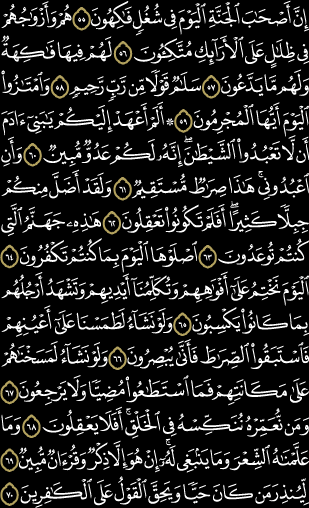 إِنَّ أَصْحَٰبَ ٱلْجَنَّةِ ٱلْيَوْمَ فِى شُغُلٍ فَٰكِهُونَ ٥٥ هُمْ وَأَزْوَٰجُهُمْ
فِى ظِلَٰلٍ عَلَى ٱلْأَرَآئِكِ مُتَّكِـُٔونَ ٥٦ لَهُمْ فِيهَا فَٰكِهَةٌ
وَلَهُم مَّا يَدَّعُونَ ٥٧ سَلَٰمٌ قَوْلًا مِّن رَّبٍّ رَّحِيمٍ ٥٨ وَٱمْتَٰزُوا۟
ٱلْيَوْمَ أَيُّهَا ٱلْمُجْرِمُونَ ٥٩ ۞ أَلَمْ أَعْهَدْ إِلَيْكُمْ يَٰبَنِىٓ ءَادَمَ
أَن لَّا تَعْبُدُوا۟ ٱلشَّيْطَٰنَ ۖ إِنَّهُۥ لَكُمْ عَدُوٌّ مُّبِينٌ ٦٠ وَأَنِ
ٱعْبُدُونِى ۚ هَٰذَا صِرَٰطٌ مُّسْتَقِيمٌ ٦١ وَلَقَدْ أَضَلَّ مِنكُمْ
جِبِلًّا كَثِيرًا ۖ أَفَلَمْ تَكُونُوا۟ تَعْقِلُونَ ٦٢ هَٰذِهِۦ جَهَنَّمُ ٱلَّتِى
كُنتُمْ تُوعَدُونَ ٦٣ ٱصْلَوْهَا ٱلْيَوْمَ بِمَا كُنتُمْ تَكْفُرُونَ ٦٤
ٱلْيَوْمَ نَخْتِمُ عَلَىٰٓ أَفْوَٰهِهِمْ وَتُكَلِّمُنَآ أَيْدِيهِمْ وَتَشْهَدُ أَرْجُلُهُم
بِمَا كَانُوا۟ يَكْسِبُونَ ٦٥ وَلَوْ نَشَآءُ لَطَمَسْنَا عَلَىٰٓ أَعْيُنِهِمْ
فَٱسْتَبَقُوا۟ ٱلصِّرَٰطَ فَأَنَّىٰ يُبْصِرُونَ ٦٦ وَلَوْ نَشَآءُ لَمَسَخْنَٰهُمْ
عَلَىٰ مَكَانَتِهِمْ فَمَا ٱسْتَطَٰعُوا۟ مُضِيًّا وَلَا يَرْجِعُونَ ٦٧
وَمَن نُّعَمِّرْهُ نُنَكِّسْهُ فِى ٱلْخَلْقِ ۖ أَفَلَا يَعْقِلُونَ ٦٨ وَمَا
عَلَّمْنَٰهُ ٱلشِّعْرَ وَمَا يَنۢبَغِى لَهُۥٓ ۚ إِنْ هُوَ إِلَّا ذِكْرٌ وَقُرْءَانٌ مُّبِينٌ ٦٩
لِّيُنذِرَ مَن كَانَ حَيًّا وَيَحِقَّ ٱلْقَوْلُ عَلَى ٱلْكَٰفِرِينَ ٧٠